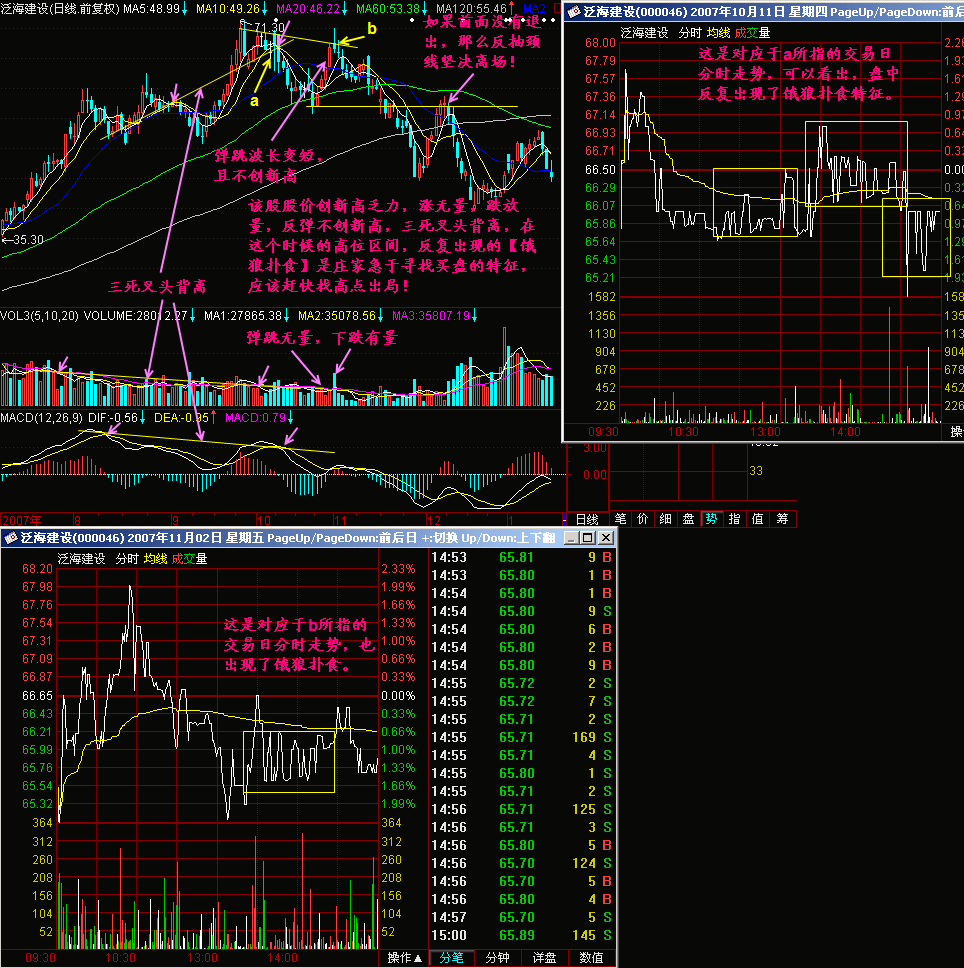 泛海建设(日线.前复权) MA5:48.99↓ MA10:49.26↓ MA20:46.22↓ MA60:53.38↓ MA120:55.46↑ MA2
71.30
a
b
如果前面没有退
出，那么反抽颈
线坚决离场！
弹跳波长变短，
且不创新高
该股股价创新高乏力，涨无量，跌放
量，反弹不创新高，三死叉头背离，在
这个时候的高位区间，反复出现的【饿
狼扑食】是庄家急于寻找买盘的特征，
应该赶快找高点出局！
←35.30
三死叉头背离
VOL3(5,10,20) VOLUME:28012.27↓ MA1:27865.38↓ MA2:35078.56↓ MA3:35807.19↓
弹跳无量，下跌有量
MACD(12,26,9) DIF:-0.56↓ DEA:-0.95↑ MACD:0.79↓
3.00
0.00
33
2007年 8 9 10 11 12 1 日线
笔 价 细 盘 势 指 值 筹
泛海建设(000046) 2007年10月11日 星期四 PageUp/PageDown:前后
泛海建设 分时 均线 成交量
这是对应于a所指的交易日
分时走势，可以看出，盘中
反复出现了饿狼扑食特征。
68.00
67.79
67.57
67.36
67.14
66.93
66.71
66.50 0.00
66.29
66.07
65.86
65.64
65.43
65.21
1582
1356
1130
904 904
678 678
452 452
226 226
09:30 10:30 13:00 14:00 操
泛海建设(000046) 2007年11月02日 星期五 PageUp/PageDown:前后日 +:切换 Up/Down:上下翻
泛海建设 分时 均线 成交量
这是对应于b所指的
交易日分时走势，也
出现了饿狼扑食。
68.20 2.33%
67.98 1.99%
67.76 1.66%
67.54 1.33%
67.31 1.00%
67.09 0.66%
66.87 0.33%
66.65 0.00%
66.43 0.33%
66.21 0.66%
65.99 1.00%
65.76 1.33%
65.54 1.66%
65.32 1.99%
364 364
312 312
260 260
208 208
156 156
104 104
52 52
09:30 10:30 13:00 14:00 操作▲
14:53 65.81 9 B
14:53 65.80 1 B
14:54 65.80 1 B
14:54 65.80 9 S
14:54 65.80 6 B
14:54 65.80 2 B
14:54 65.80 9 B
14:55 65.72 2 S
14:55 65.72 7 S
14:55 65.71 2 S
14:55 65.71 169 S
14:55 65.71 4 S
14:55 65.80 1 S
14:55 65.71 2 S
14:56 65.71 125 S
14:56 65.71 3 S
14:56 65.80 5 B
14:56 65.70 124 S
14:56 65.70 5 B
14:56 65.80 4 B
14:57 65.70 5 S
15:00 65.89 145 S
分笔 分钟 详盘 数值